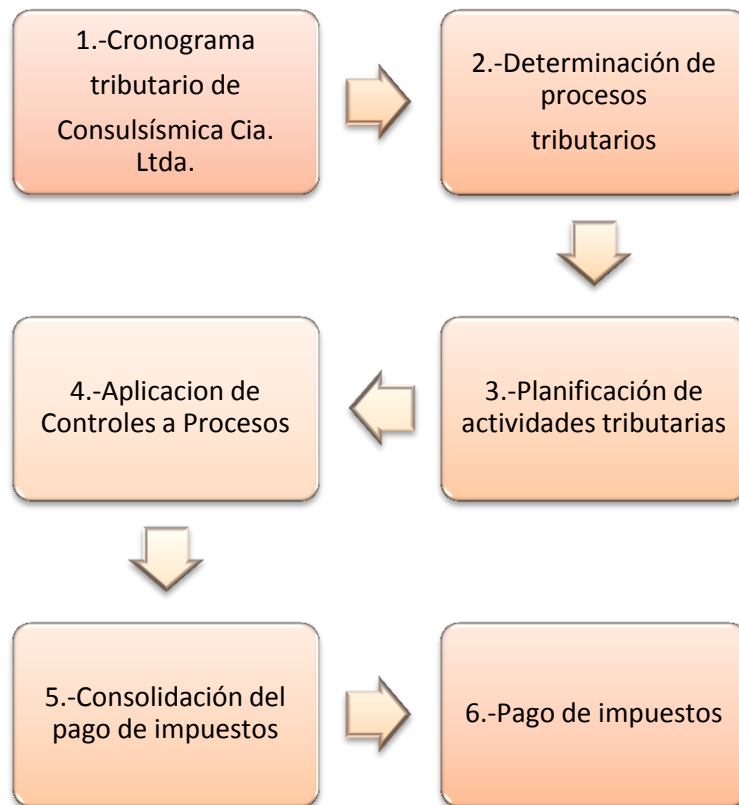 1.-Cronograma
tributario de
Consulsísmica Cia.
Ltda.
2.-Determinación de
procesos
tributarios
3.-Planificación de
actividades tributarias
4.-Aplicacion de
Controles a Procesos
5.-Consolidación del
pago de impuestos
6.-Pago de impuestos